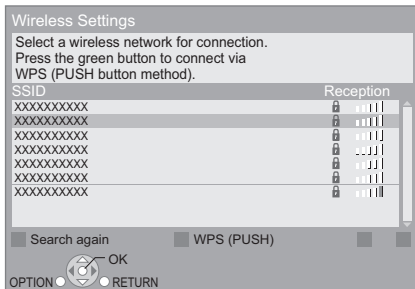 Wireless Settings
Select a wireless network for connection.
Press the green button to connect via
WPS (PUSH button method).
SSID Reception
XXXXXXXXXX
XXXXXXXXXX
XXXXXXXXXX
XXXXXXXXXX
XXXXXXXXXX
XXXXXXXXXX
XXXXXXXXXX
Search again WPS (PUSH)
OK
OPTION RETURN